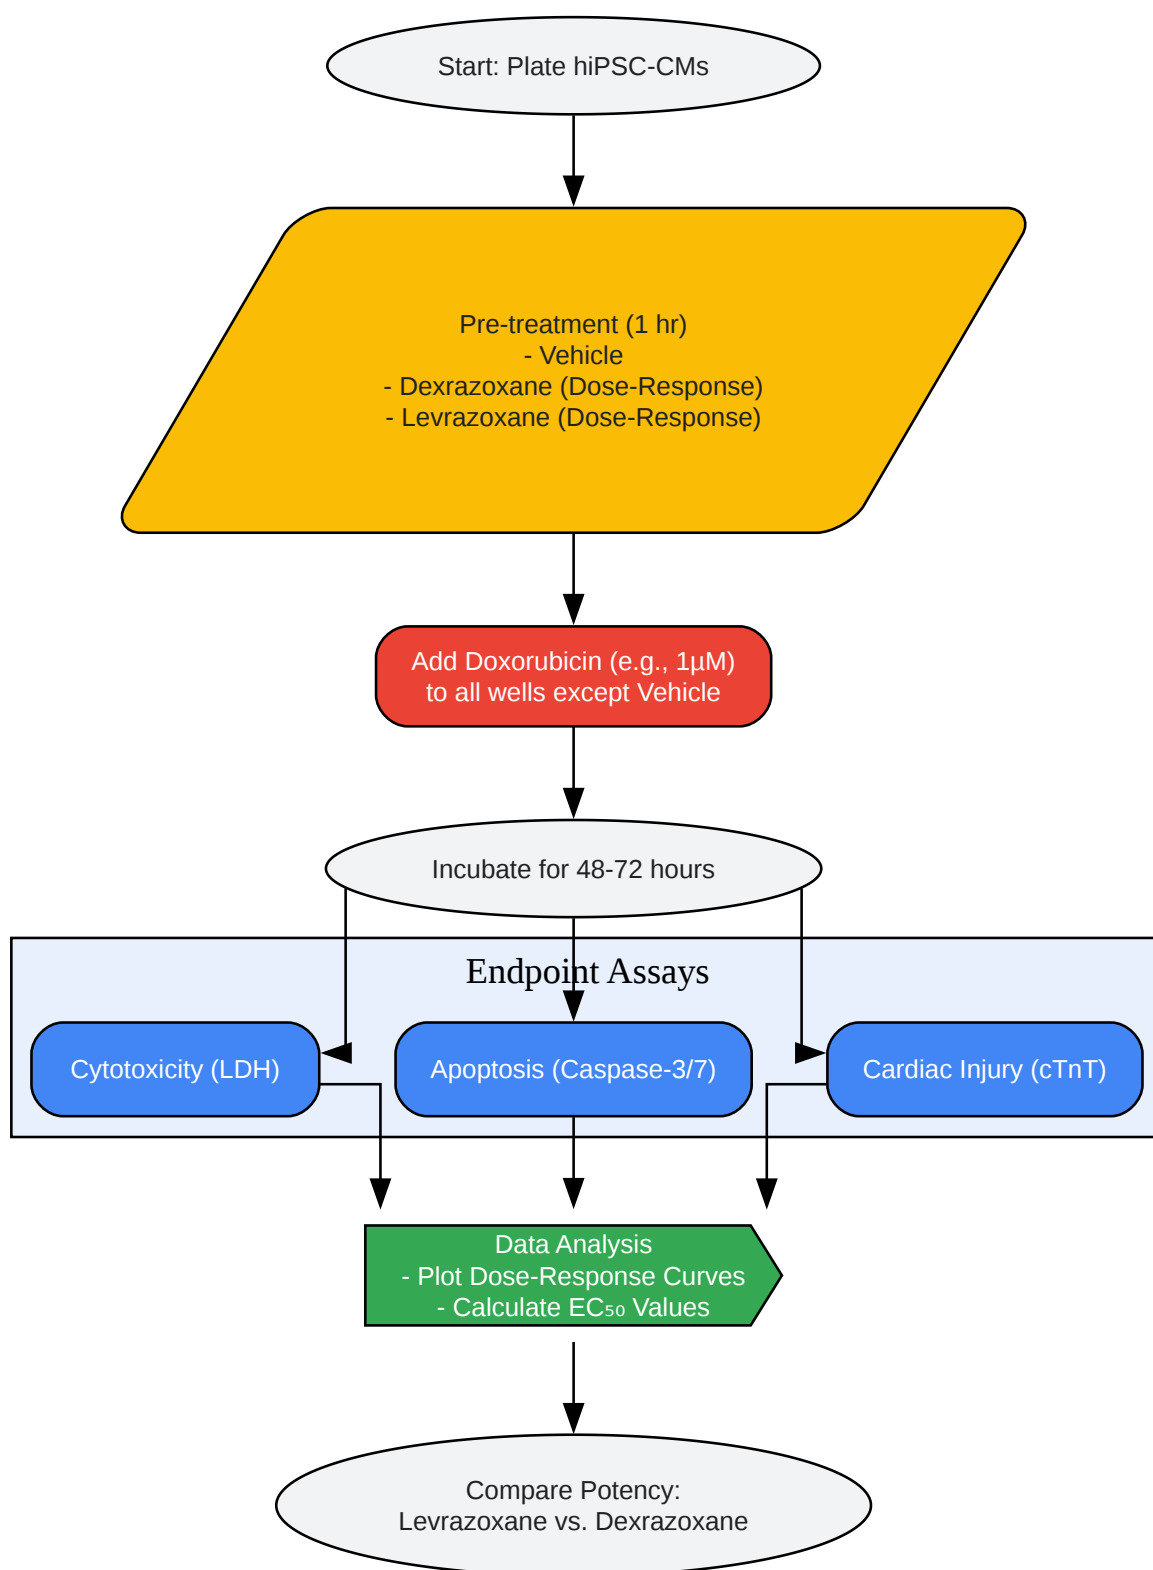 Start: Plate hiPSC-CMs
Pre-treatment (1 hr)
- Vehicle
- Dexrazoxane (Dose-Response)
- Levrazoxane (Dose-Response)
Add Doxorubicin (e.g., 1µM)
to all wells except Vehicle
Incubate for 48-72 hours
Endpoint Assays
Cytotoxicity (LDH)
Apoptosis (Caspase-3/7)
Cardiac Injury (cTnT)
Data Analysis
- Plot Dose-Response Curves
- Calculate EC₅₀ Values
Compare Potency:
Levrazoxane vs. Dexrazoxane